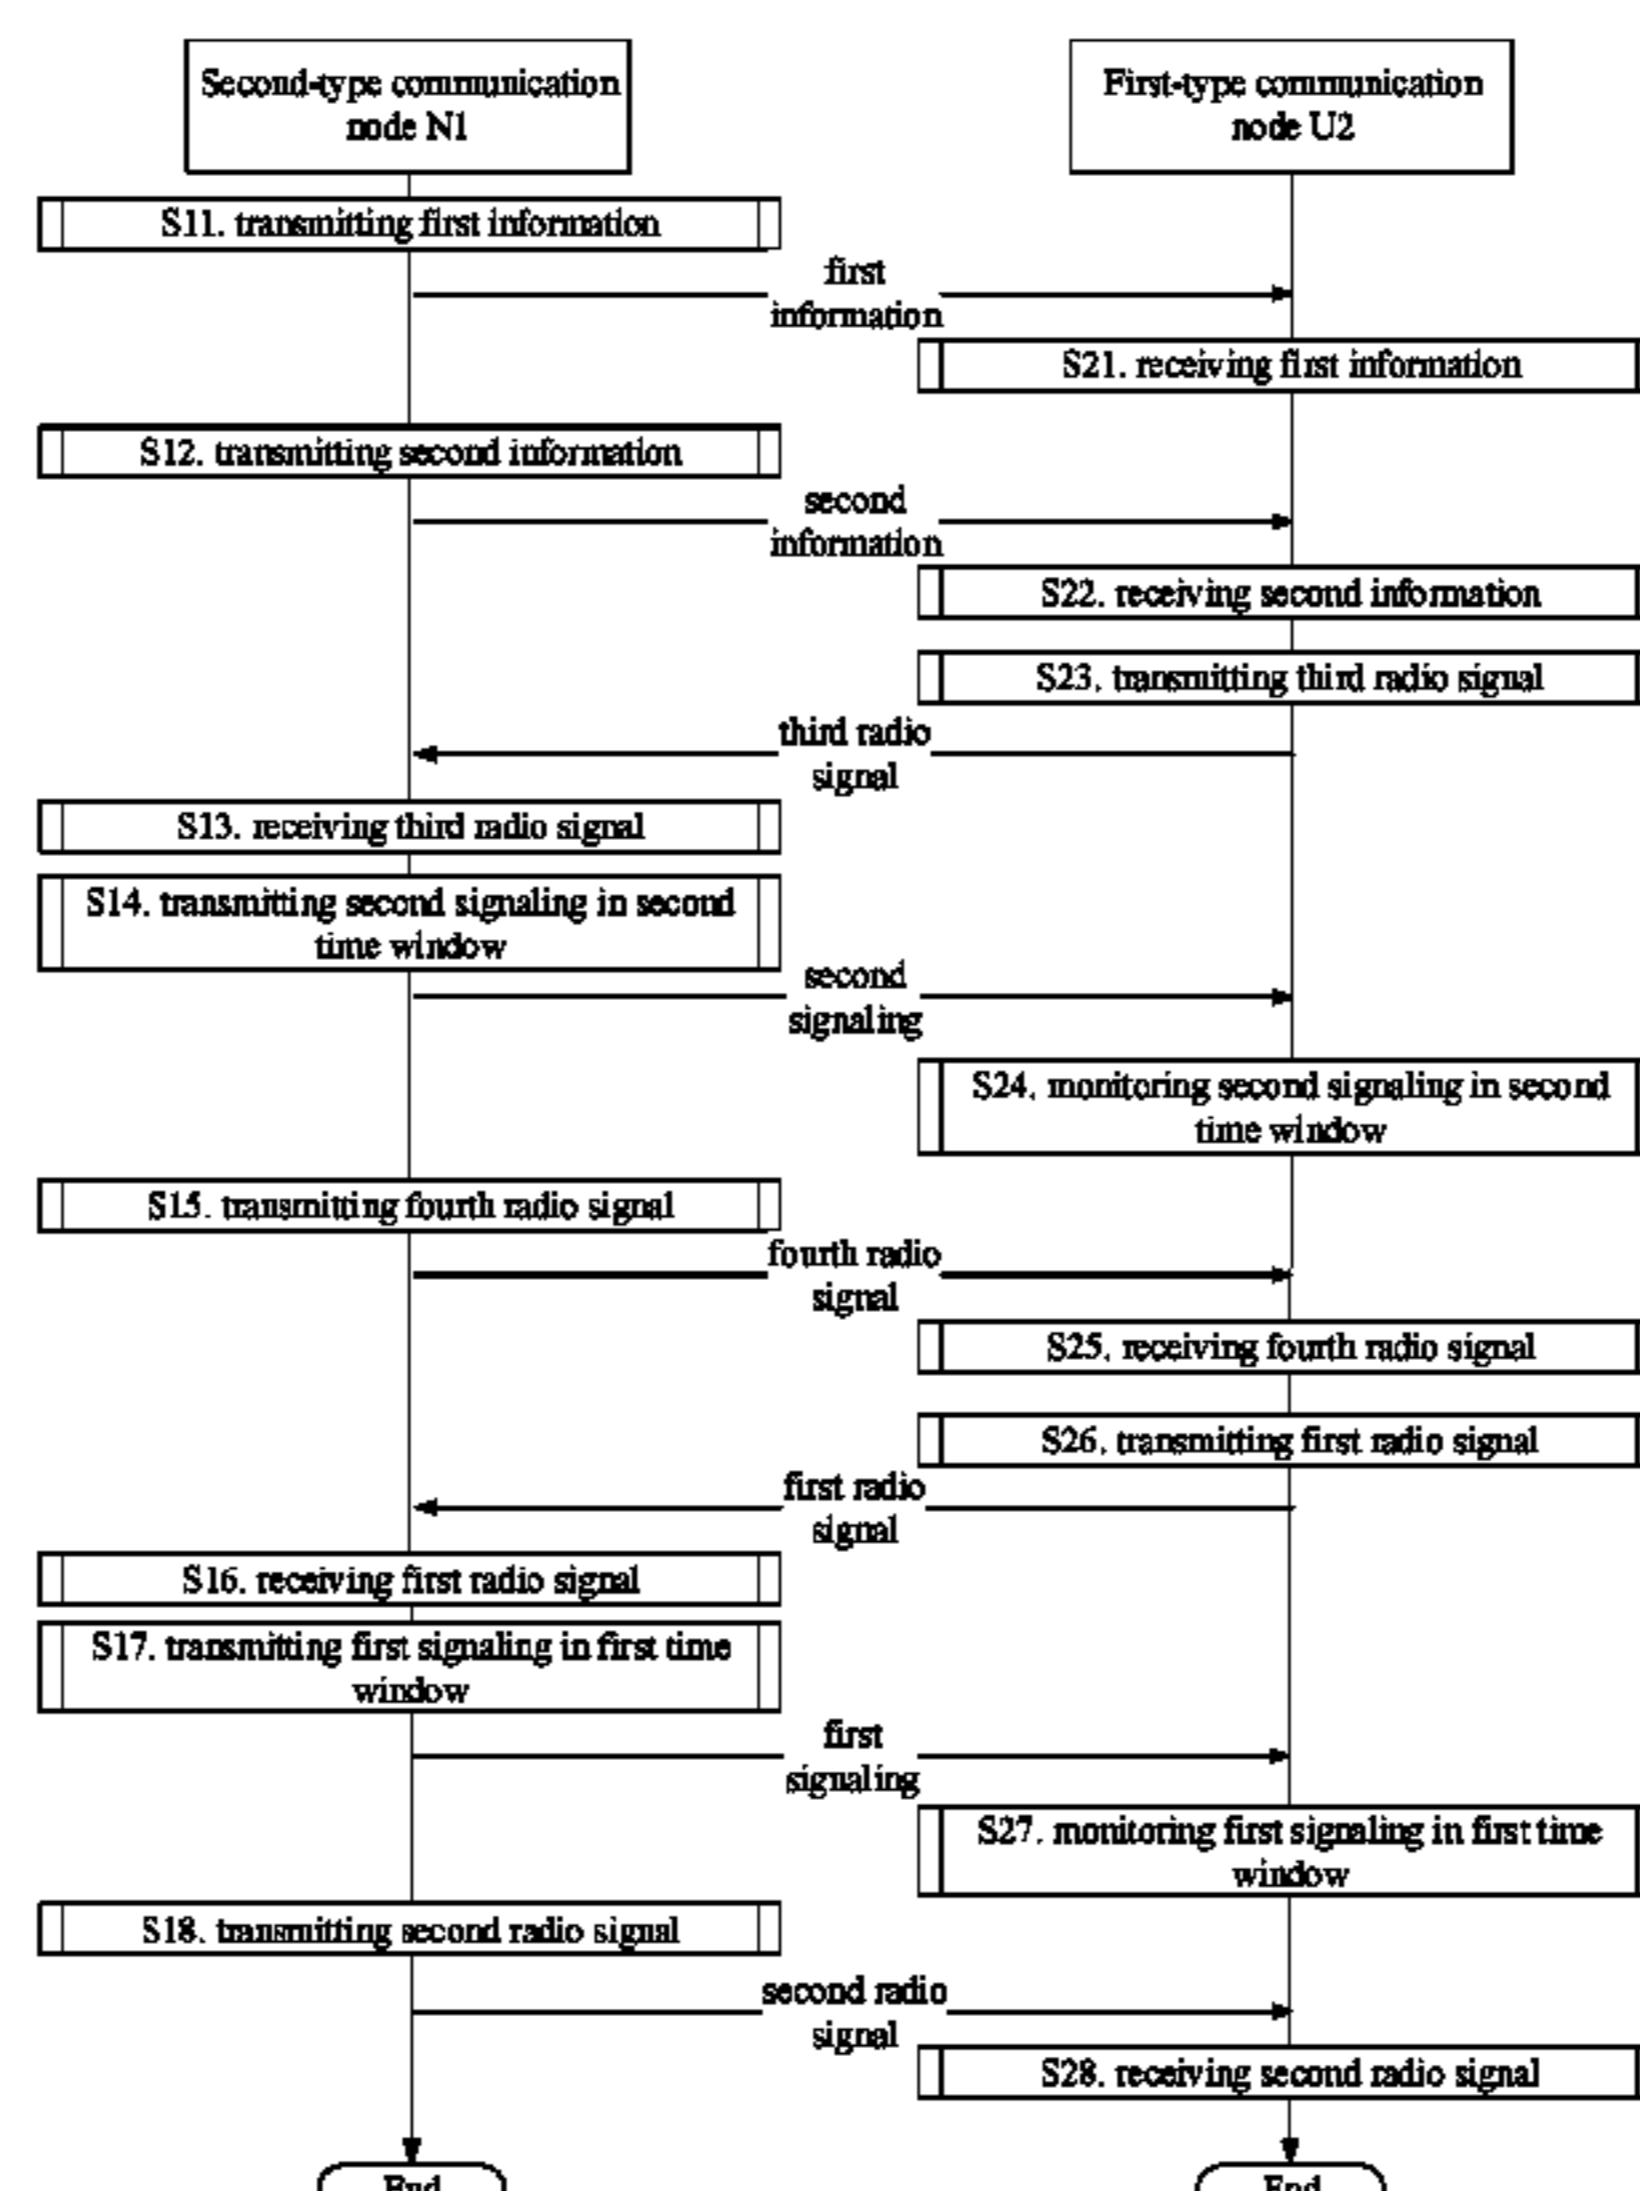 Second-type communication
node N1
First-type communication
node U2
S11. transmitting first information
first
information
S21. receiving first information
S12. transmitting second information
second
information
S22. receiving second information
S23. transmitting third radio signal
third radio
signal
S13. receiving third radio signal
S14. transmitting second signaling in second
time window
second
signaling
S24. monitoring second signaling in second
time window
S15. transmitting fourth radio signal
fourth radio
signal
S25. receiving fourth radio signal
S26. transmitting first radio signal
first radio
signal
S16. receiving first radio signal
S17. transmitting first signaling in first time
window
first
signaling
S27. monitoring first signaling in first time
window
S18. transmitting second radio signal
second radio
signal
S28. receiving second radio signal
End
End